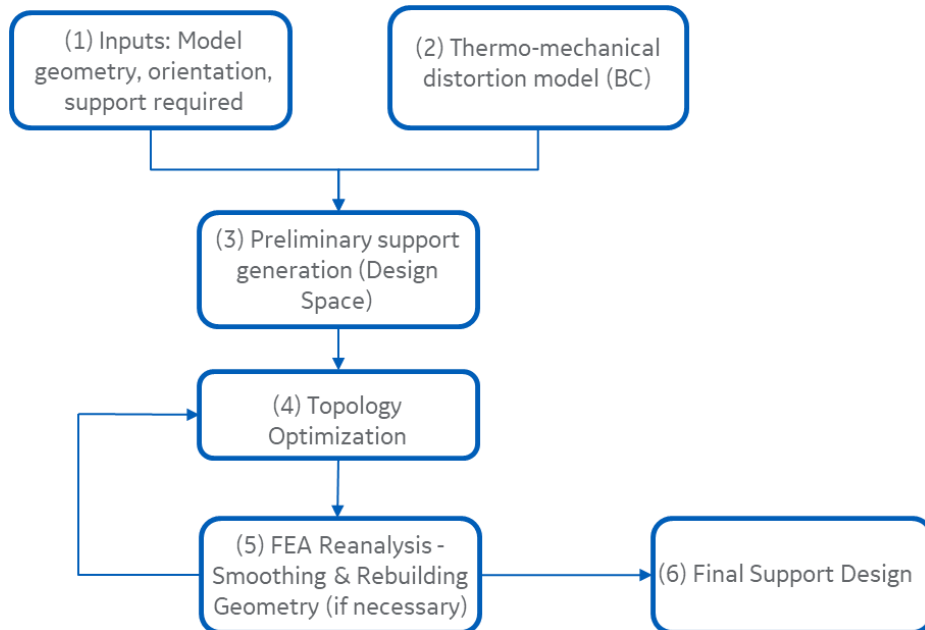 (1) Inputs: Model
geometry, orientation,
support required
(2) Thermo-mechanical
distortion model (BC)
(3) Preliminary support
generation (Design
Space)
(4) Topology
Optimization
(5) FEA Reanalysis -
Smoothing & Rebuilding
Geometry (if necessary)
(6) Final Support Design